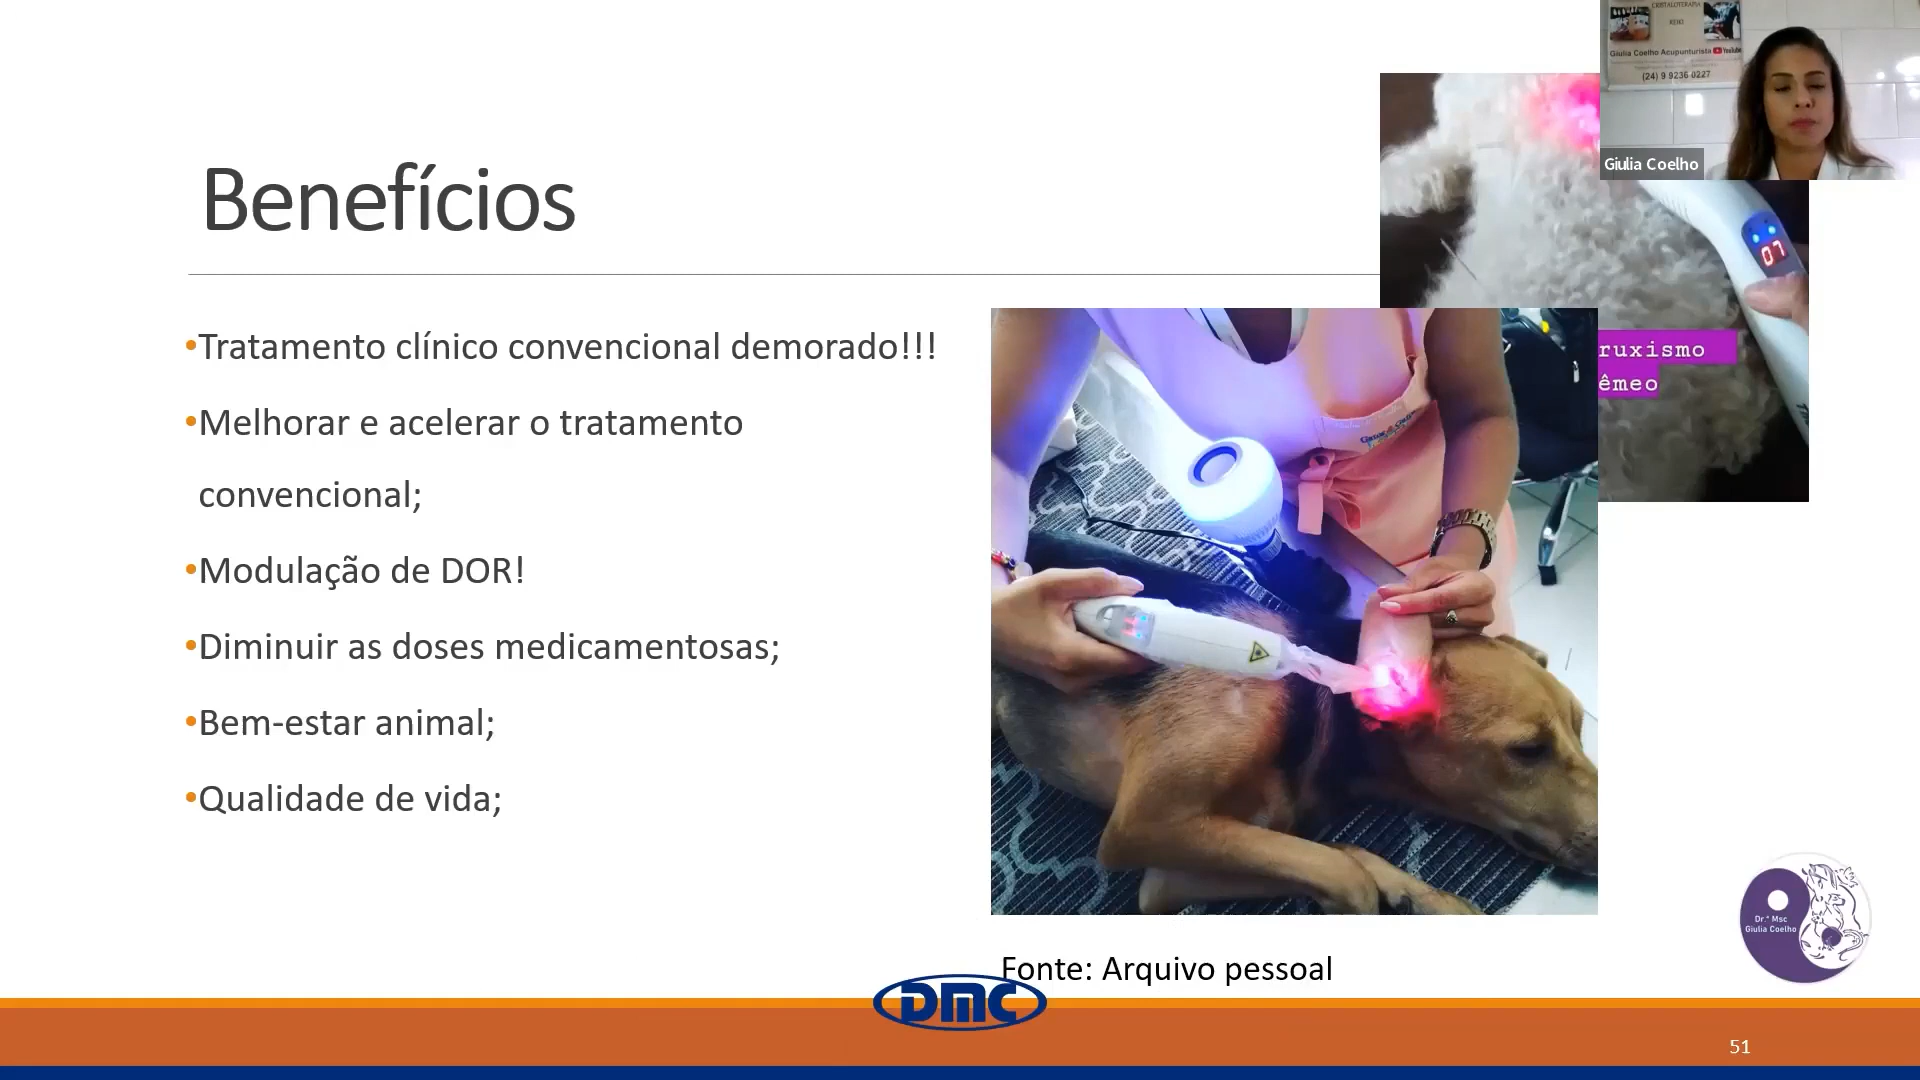 CRISTALOTERAPIA
REIKI
Giulia Coelho Acupunturista YouTube
(24) 9 9236 0227
Giulia Coelho
Benefícios
07
ruxismo
êmeo
•Tratamento clínico convencional demorado!!!
•Melhorar e acelerar o tratamento
convencional;
•Modulação de DOR!
•Diminuir as doses medicamentosas;
•Bem-estar animal;
•Qualidade de vida;
Dr.ª Msc
Giulia Coelho
Fonte: Arquivo pessoal
DMC
51